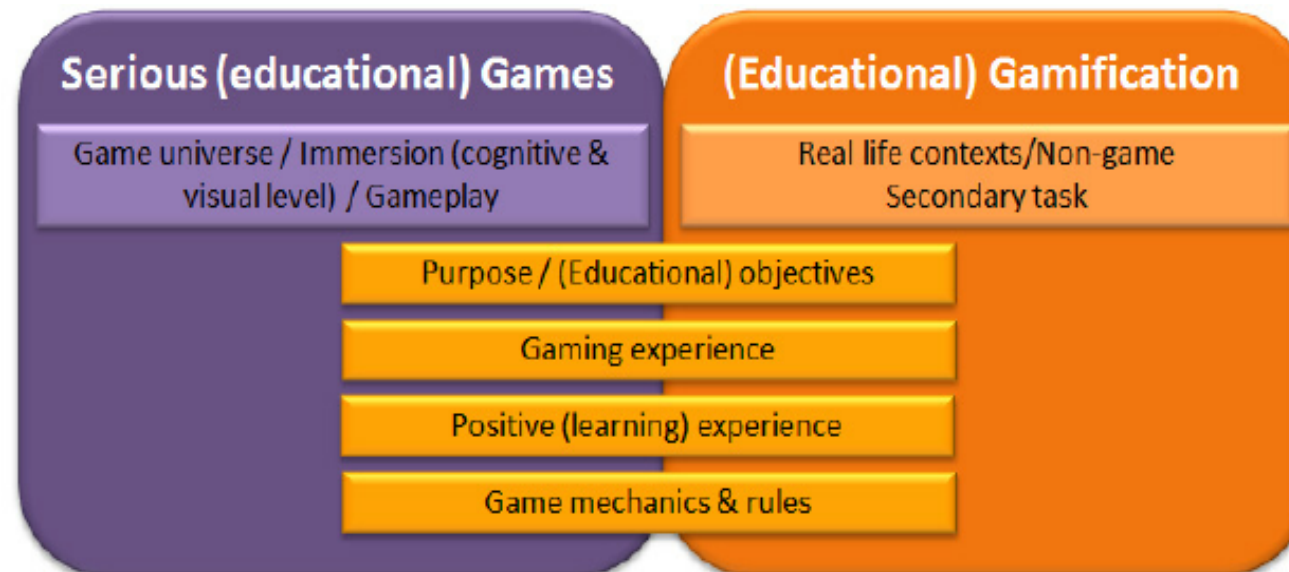 Serious (educational) Games
(Educational) Gamification
Game universe / Immersion (cognitive &
visual level) / Gameplay
Real life contexts/Non-game
Secondary task
Purpose / (Educational) objectives
Gaming experience
Positive (learning) experience
Game mechanics & rules